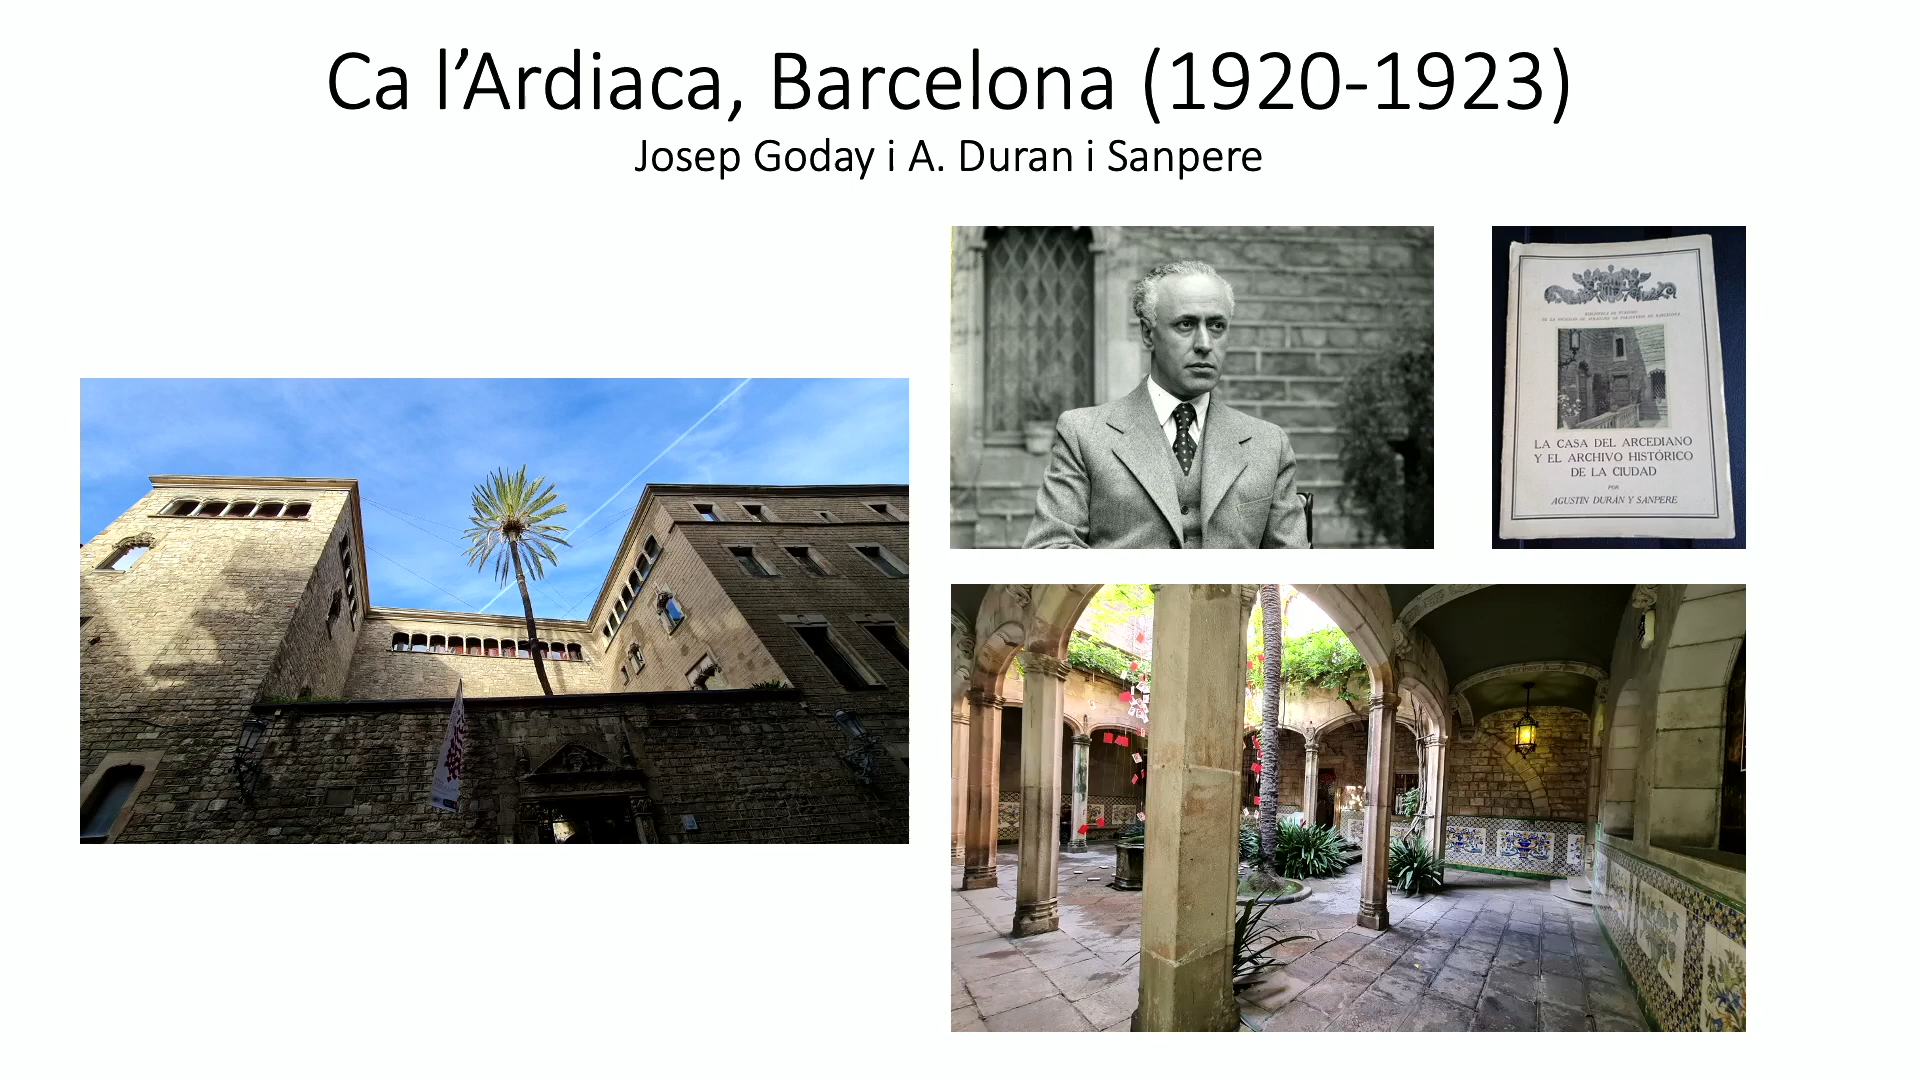 Ca l’Ardiaca, Barcelona (1920-1923)
Josep Goday i A. Duran i Sanpere
LA CASA DEL ARCEDIANO
Y EL ARCHIVO HISTÓRICO
DE LA CIUDAD
POR
AGUSTÍN DURÁN Y SANPERE